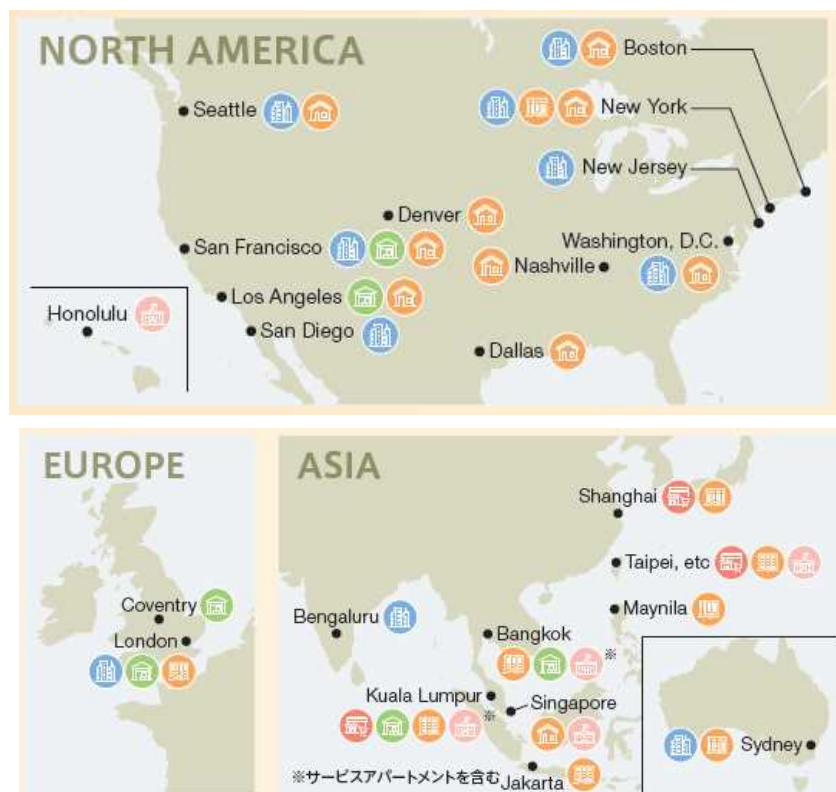 NORTH AMERICA
Boston
Seattle
New York
New Jersey
Denver
San Francisco
Washington, D.C.
Nashville
Los Angeles
Honolulu
San Diego
Dallas
EUROPE
ASIA
Shanghai
Taipei, etc
Coventry
Bengaluru
Maynila
London
Bangkok
※
Kuala Lumpur
Singapore
※
Sydney
※サービスアパートメントを含む
Jakarta